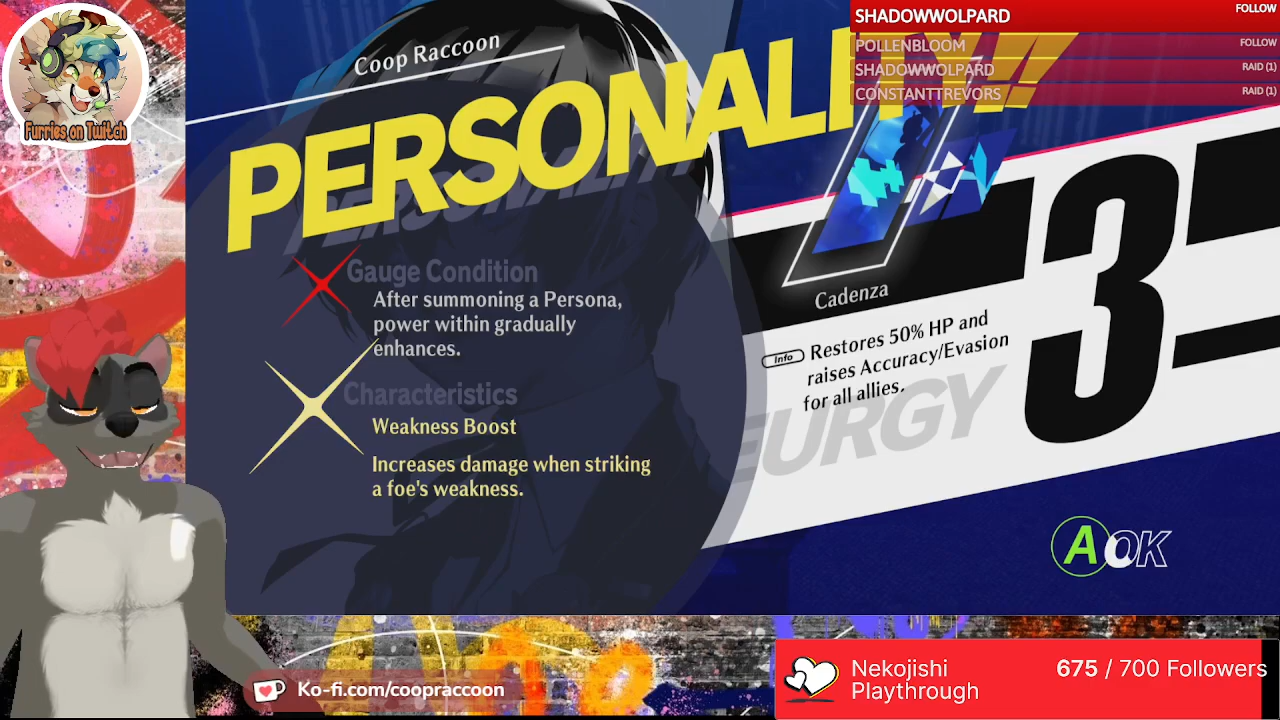 Furries on Twitch
Coop Raccoon
PERSONALITY!!
SHADOWWOLPARD FOLLOW
POLLENBLOOM FOLLOW
SHADOWWOLPARD RAID (1)
CONSTANTTREVORS RAID (1)
Gauge Condition
After summoning a Persona,
power within gradually
enhances.
Characteristics
Weakness Boost
Increases damage when striking
a foe's weakness.
Cadenza
Info Restores 50% HP and
raises Accuracy/Evasion
for all allies.
3
EURGY
A OK
Ko-fi.com/coopraccoon
Nekojishi
Playthrough
675 / 700 Followers